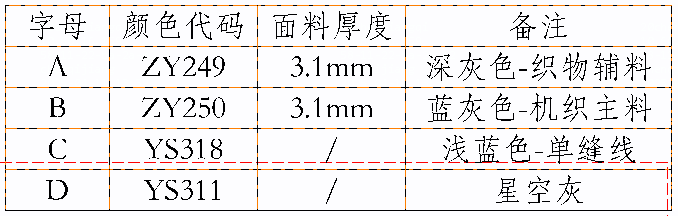 字母 颜色代码 面料厚度 备注
A ZY249 3.1mm 深灰色-织物辅料
B ZY250 3.1mm 蓝灰色-机织主料
C YS318 / 浅蓝色-单缝线
D YS311 / 星空灰